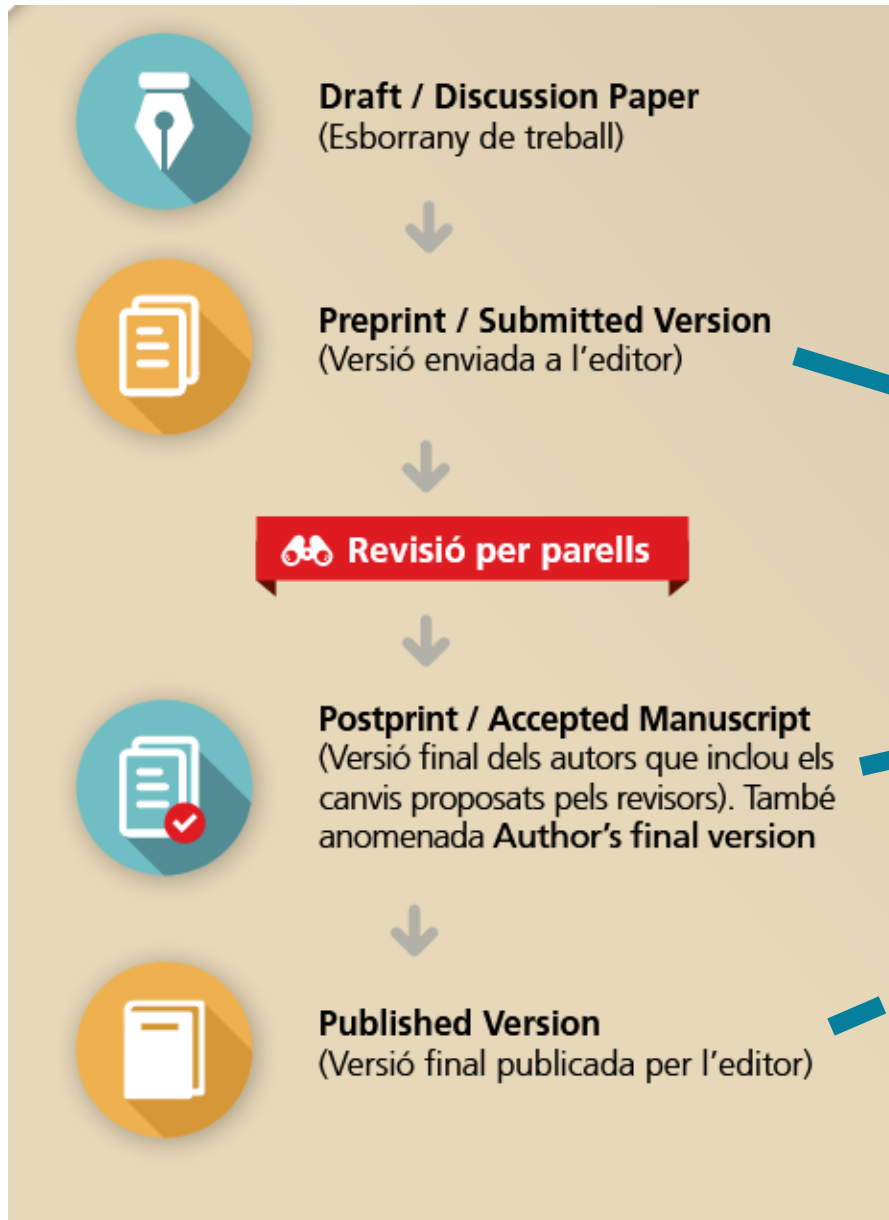 Draft / Discussion Paper
(Esborrany de treball)
Preprint / Submitted Version
(Versió enviada a l'editor)
Revisió per parells
Postprint / Accepted Manuscript
(Versió final dels autors que inclou els
canvis proposats pels revisors). També
anomenada Author's final version
Published Version
(Versió final publicada per l'editor)